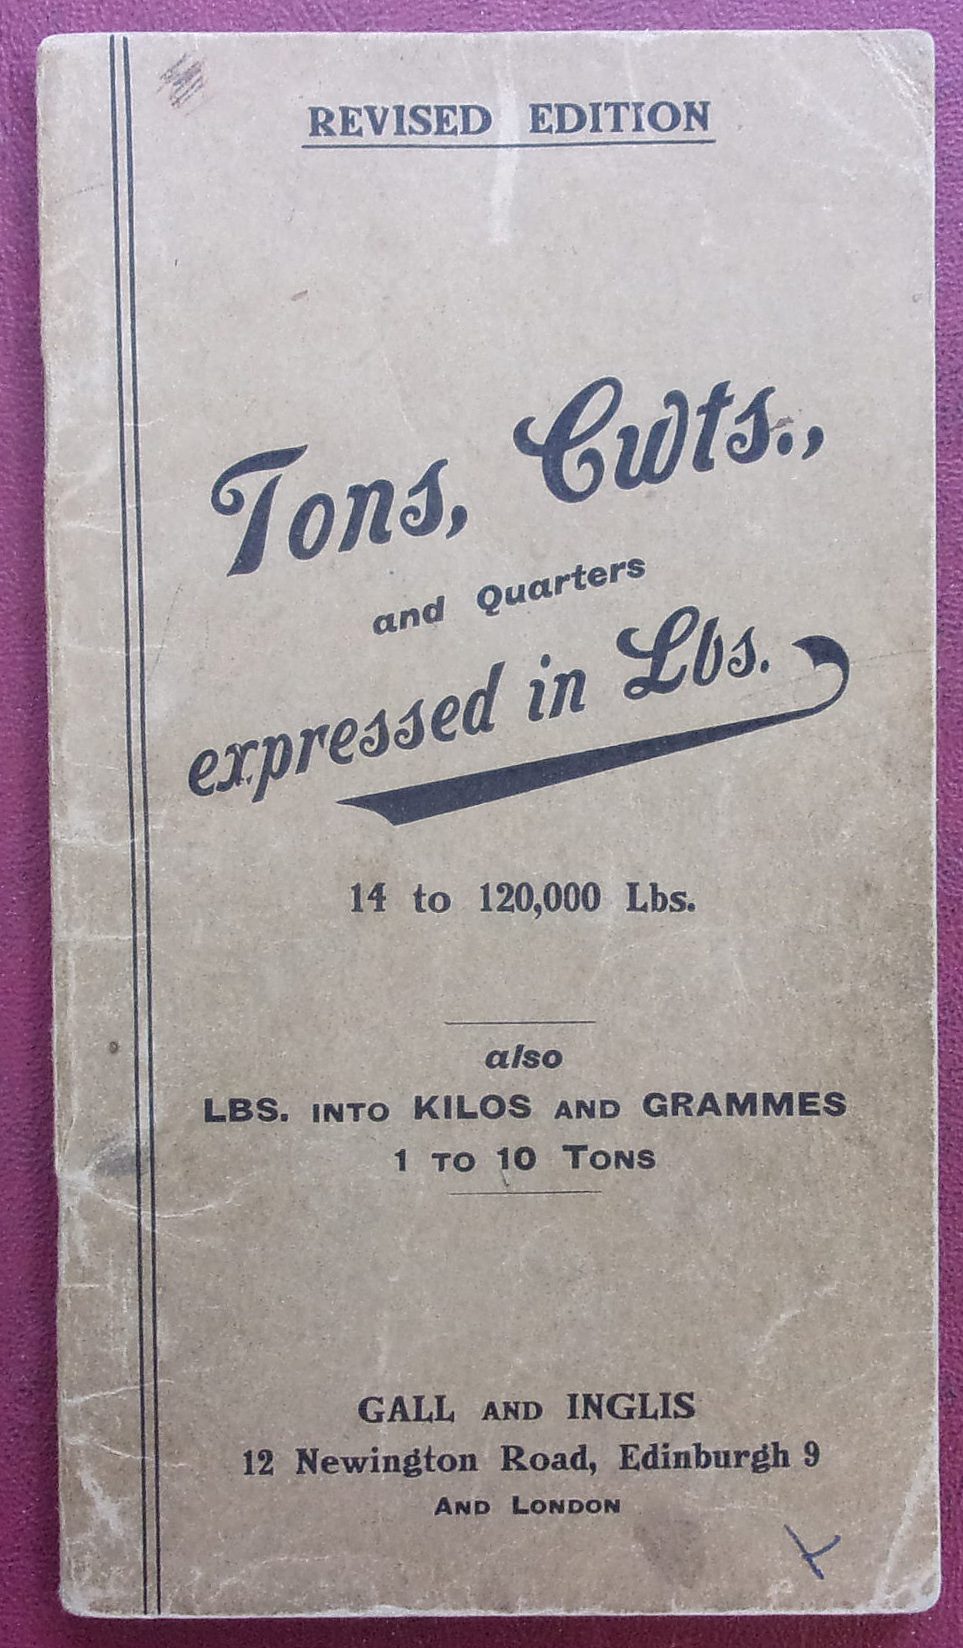 REVISED EDITION
Tons, Cwts.,
and Quarters
expressed in Lbs.
14 to 120,000 Lbs.
also
LBS. INTO KILOS AND GRAMMES
1 TO 10 TONS
GALL AND INGLIS
12 Newington Road, Edinburgh 9
AND LONDON